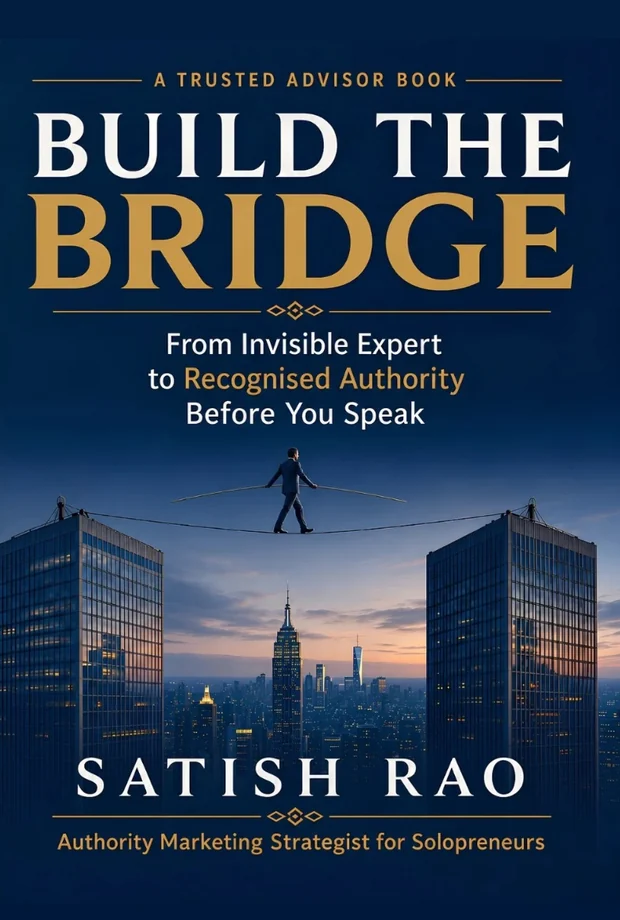 A TRUSTED ADVISOR BOOK
BUILD THE
BRIDGE
From Invisible Expert
to Recognised Authority
Before You Speak
SATISH RAO
Authority Marketing Strategist for Solopreneurs